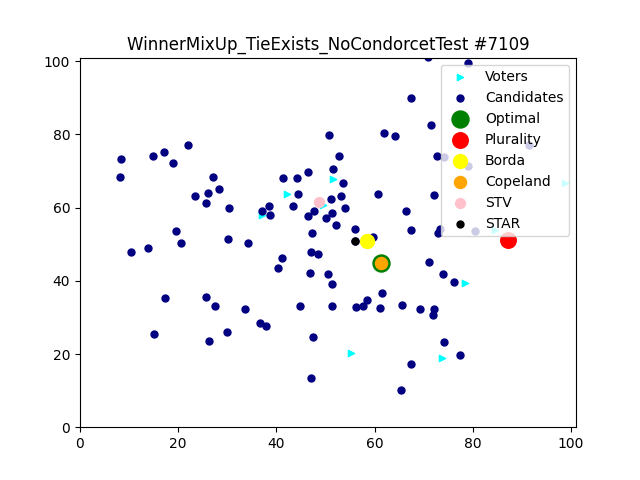 WinnerMixUp_TieExists_NoCondorcetTest #7109
100
80
60
40
20
0
0 20 40 60 80 100
Voters
Candidates
Optimal
Plurality
Borda
Copeland
STV
STAR